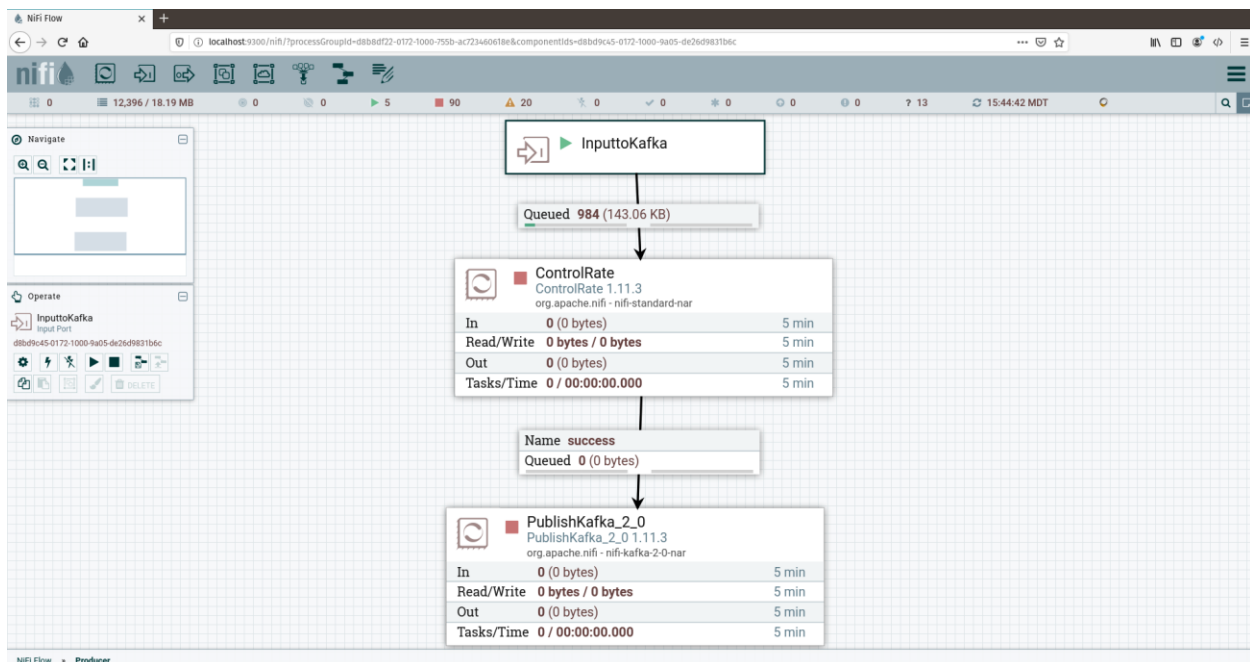 NiFi Flow
localhost:9300/nifi/?processGroupId=d8b8df22-0172-1000-755b-ac723460618e&componentIds=d8bd9c45-0172-1000-9a05-de26d9831b6c
nifi
0 12,396 / 18.19 MB 0 0 5 90 20 0 0 0 0 0 ? 13 15:44:42 MDT
Navigate
Operate
InputtoKafka
Input Port
d8bd9c45-0172-1000-9a05-de26d9831b6c
DELETE
InputtoKafka
Queued 984 (143.06 KB)
ControlRate
ControlRate 1.11.3
org.apache.nifi - nifi-standard-nar
In 0 (0 bytes) 5 min
Read/Write 0 bytes / 0 bytes 5 min
Out 0 (0 bytes) 5 min
Tasks/Time 0 / 00:00:00.000 5 min
Name success
Queued 0 (0 bytes)
PublishKafka_2_0
PublishKafka_2_0 1.11.3
org.apache.nifi - nifi-kafka-2-0-nar
In 0 (0 bytes) 5 min
Read/Write 0 bytes / 0 bytes 5 min
Out 0 (0 bytes) 5 min
Tasks/Time 0 / 00:00:00.000 5 min
NiFi Flow » Producer